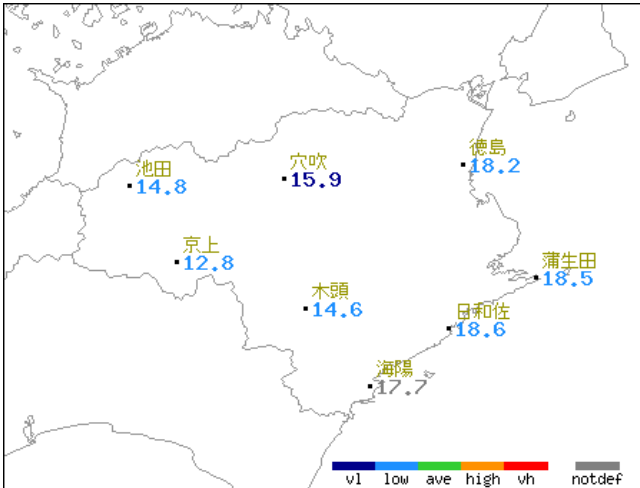 徳島
18.2
穴吹
15.9
池田
14.8
京上
12.8
蒲生田
18.5
木頭
14.6
日和佐
18.6
海陽
17.7
vl low ave high vh notdef